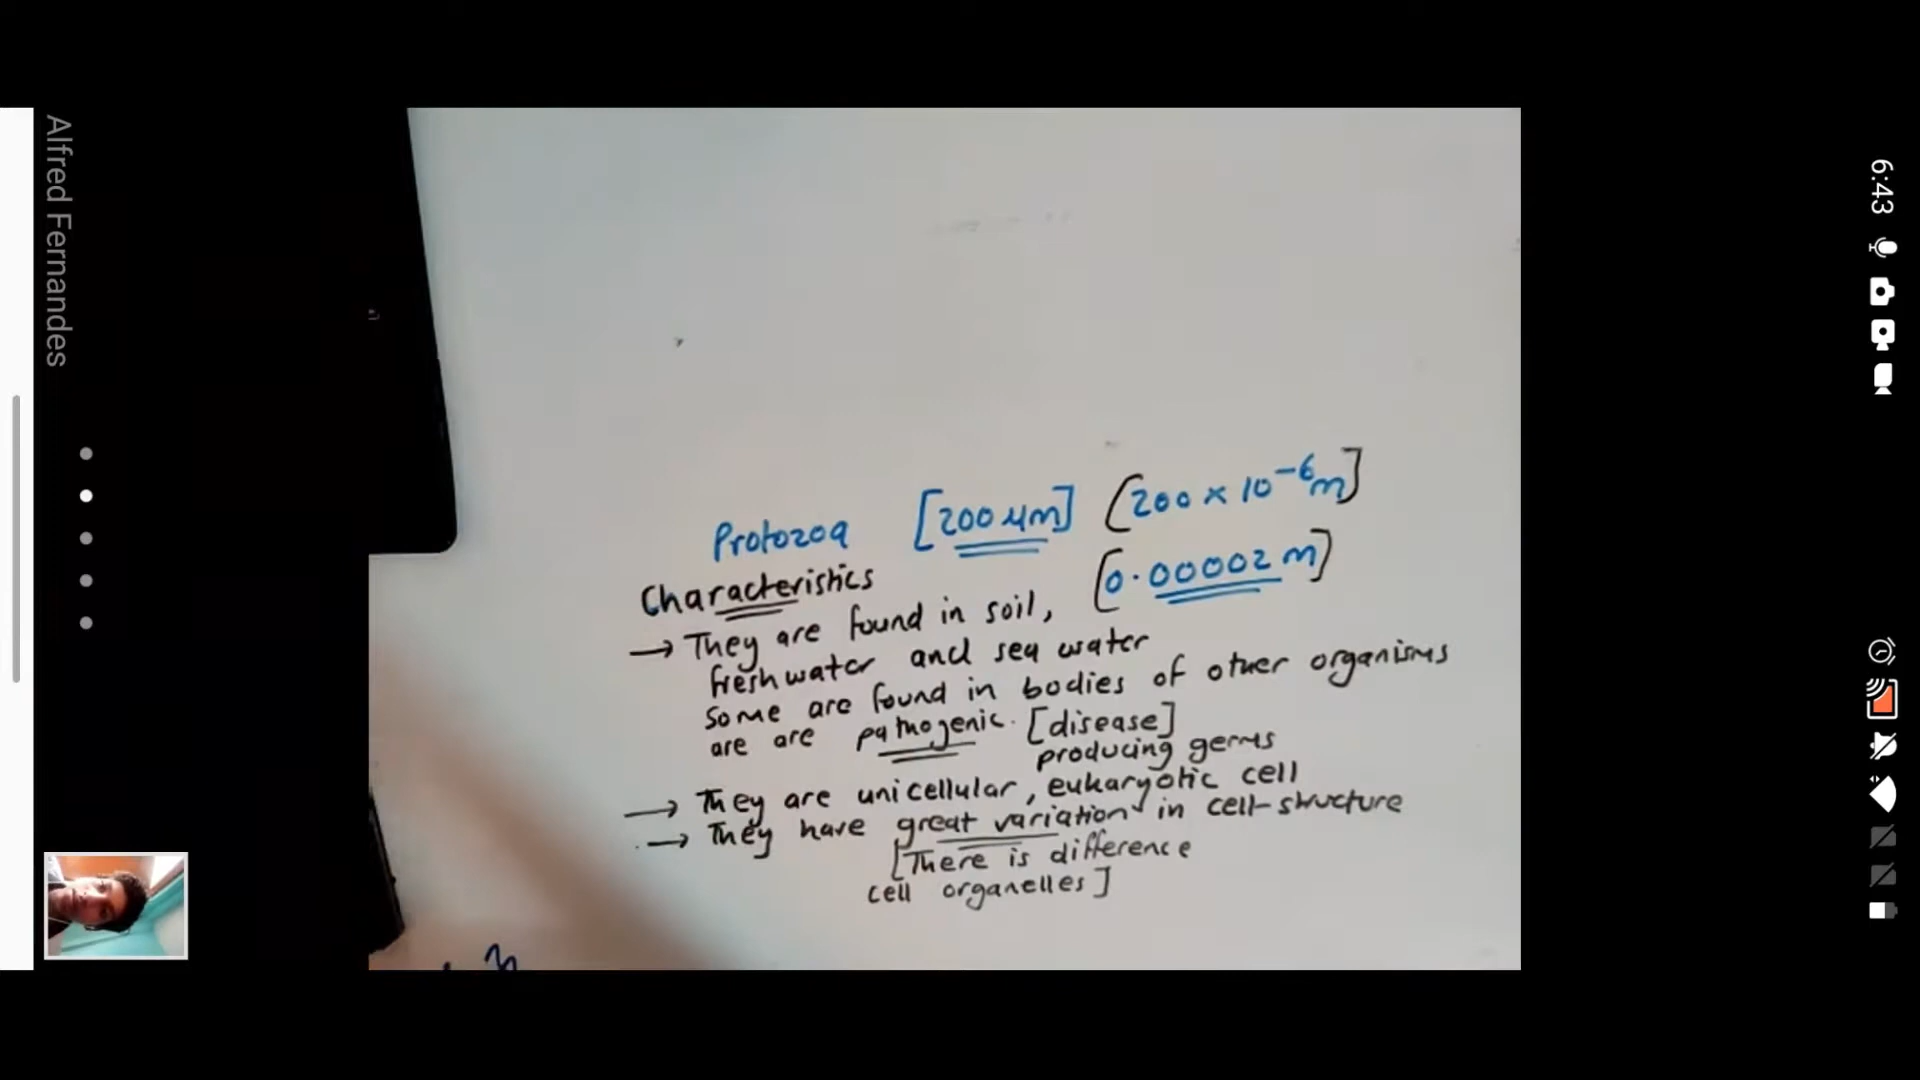 Alfred Fernandes
6:43
Protozoa [200 μm] [200 × 10⁻⁶m]
[0.00002 m]
Characteristics
→ They are found in soil,
freshwater and sea water
Some are found in bodies of other organisms
are are pathogenic. [disease]
producing germs
→ They are unicellular, eukaryotic cell
→ They have great variation in cell-structure
[There is difference
cell organelles]